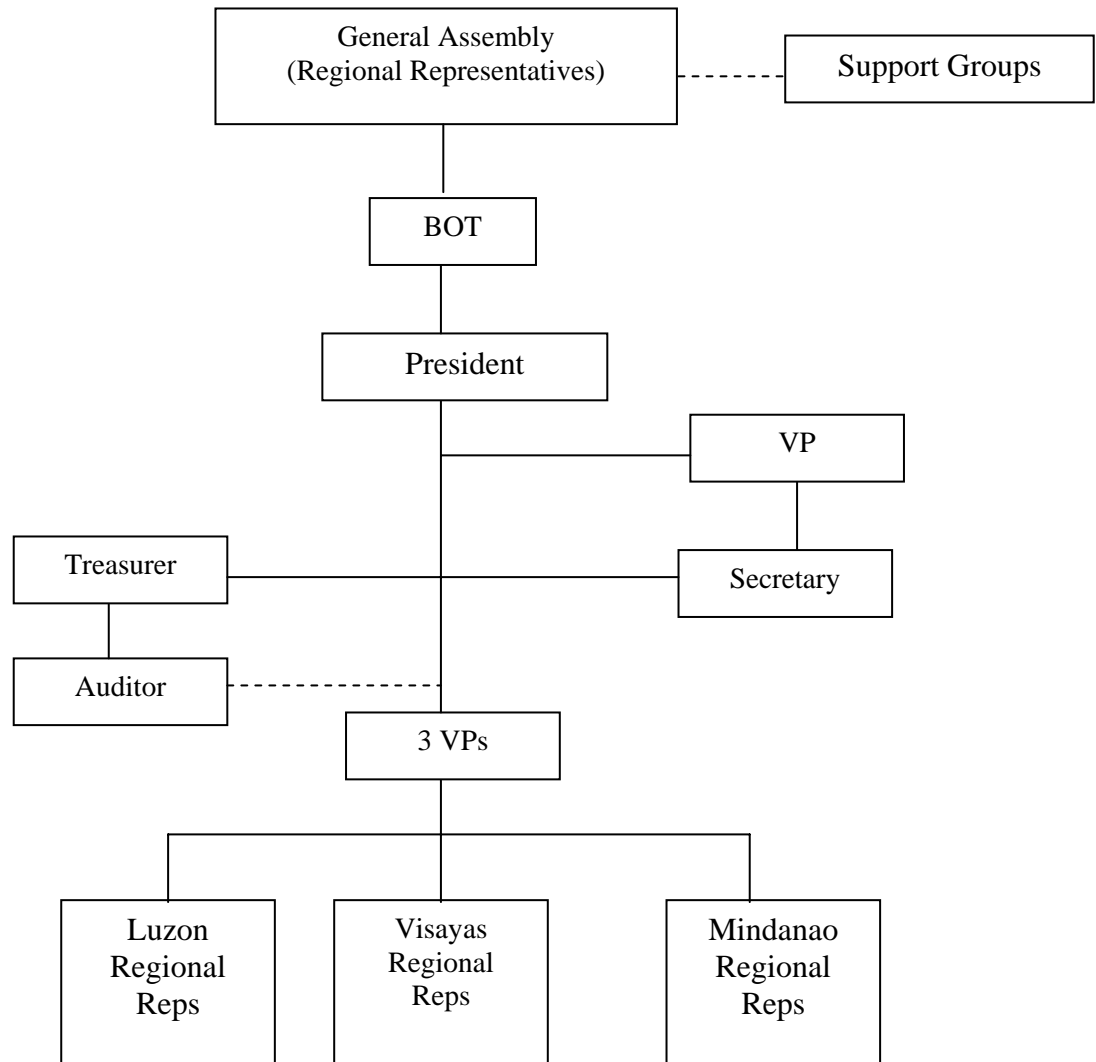 General Assembly
(Regional Representatives)
Support Groups
BOT
President
VP
Treasurer
Secretary
Auditor
3 VPs
Luzon
Regional
Reps
Visayas
Regional
Reps
Mindanao
Regional
Reps